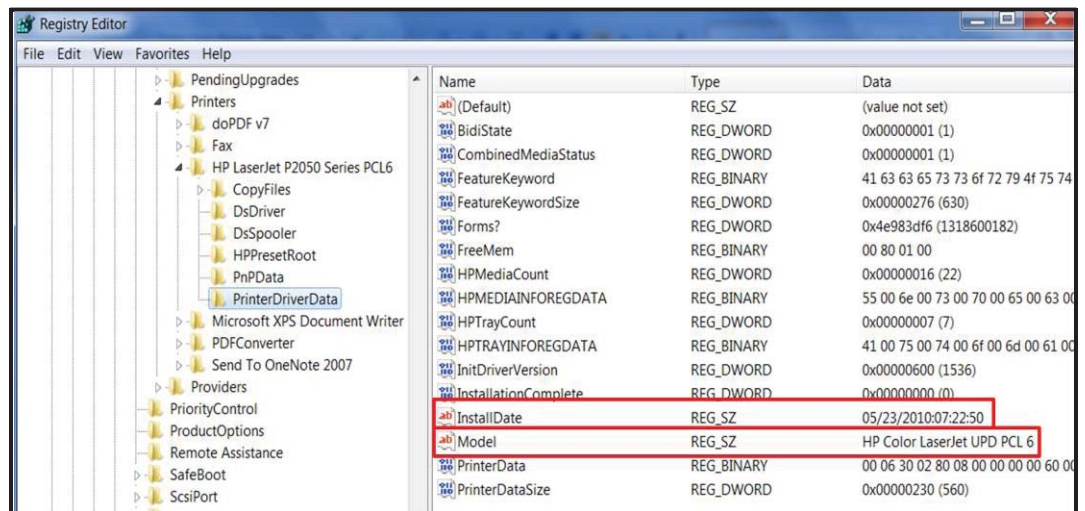 Registry Editor
File Edit View Favorites Help
PendingUpgrades
Printers
doPDF v7
Fax
HP LaserJet P2050 Series PCL6
CopyFiles
DsDriver
DsSpooler
HPPresetRoot
PnPData
PrinterDriverData
Microsoft XPS Document Writer
PDFConverter
Send To OneNote 2007
Providers
PriorityControl
ProductOptions
Remote Assistance
SafeBoot
ScsiPort
Name Type Data
(Default) REG_SZ (value not set)
BidiState REG_DWORD 0x00000001 (1)
CombinedMediaStatus REG_DWORD 0x00000001 (1)
FeatureKeyword REG_BINARY 41 63 63 65 73 73 6f 72 79 4f 75 74
FeatureKeywordSize REG_DWORD 0x00000276 (630)
Forms? REG_DWORD 0x4e983df6 (1318600182)
FreeMem REG_BINARY 00 80 01 00
HPMediaCount REG_DWORD 0x00000016 (22)
HPMEDIAINFOREGDATA REG_BINARY 55 00 6e 00 73 00 70 00 65 00 63 00
HPTrayCount REG_DWORD 0x00000007 (7)
HPTRAYINFOREGDATA REG_BINARY 41 00 75 00 74 00 6f 00 6d 00 61 00
InitDriverVersion REG_DWORD 0x00000600 (1536)
InstallationComplete REG_DWORD 0x00000000 (0)
InstallDate REG_SZ 05/23/2010:07:22:50
Model REG_SZ HP Color LaserJet UPD PCL 6
PrinterData REG_BINARY 00 06 30 02 80 08 00 00 00 00 60 00
PrinterDataSize REG_DWORD 0x00000230 (560)